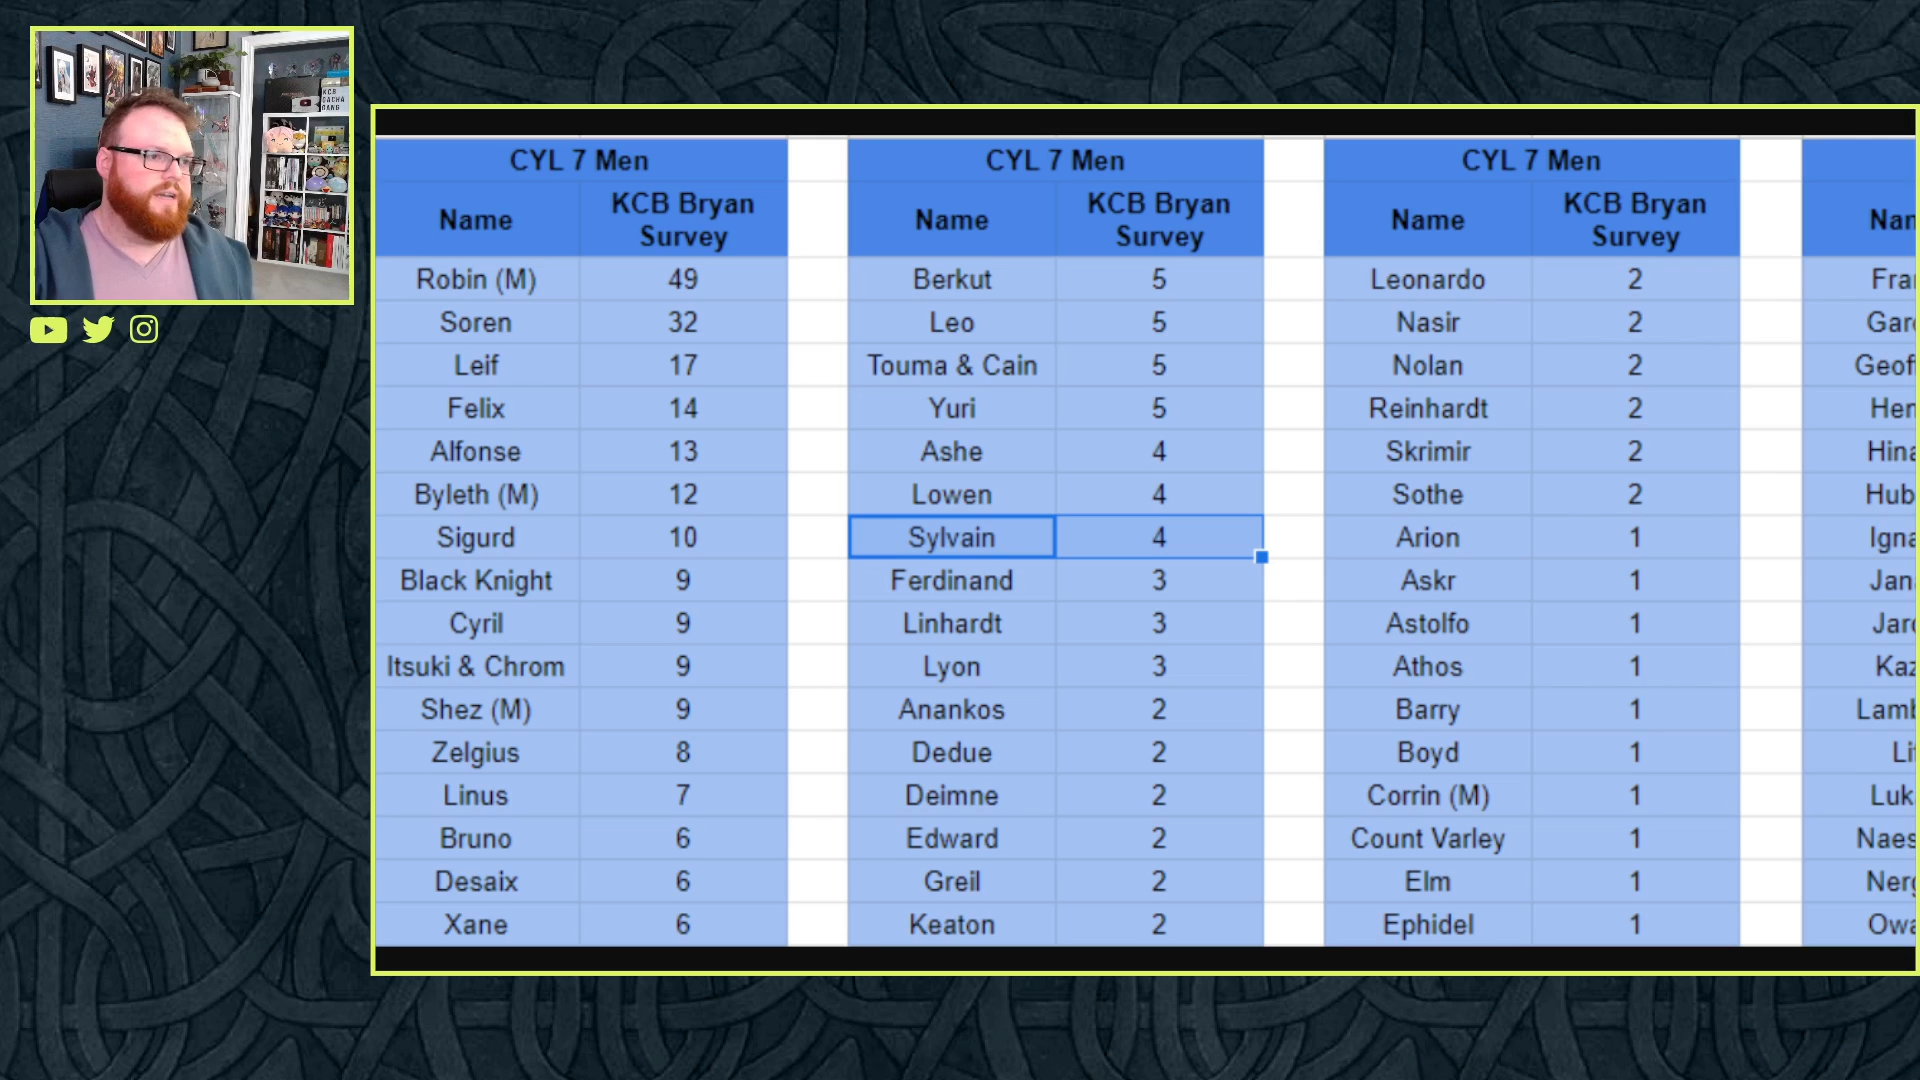 KCB
GACHA
GANG
CYL 7 Men
Name KCB Bryan Survey
Robin (M) 49
Soren 32
Leif 17
Felix 14
Alfonse 13
Byleth (M) 12
Sigurd 10
Black Knight 9
Cyril 9
Itsuki & Chrom 9
Shez (M) 9
Zelgius 8
Linus 7
Bruno 6
Desaix 6
Xane 6
CYL 7 Men
Name KCB Bryan Survey
Berkut 5
Leo 5
Touma & Cain 5
Yuri 5
Ashe 4
Lowen 4
Sylvain 4
Ferdinand 3
Linhardt 3
Lyon 3
Anankos 2
Dedue 2
Deimne 2
Edward 2
Greil 2
Keaton 2
CYL 7 Men
Name KCB Bryan Survey
Leonardo 2
Nasir 2
Nolan 2
Reinhardt 2
Skrimir 2
Sothe 2
Arion 1
Askr 1
Astolfo 1
Athos 1
Barry 1
Boyd 1
Corrin (M) 1
Count Varley 1
Elm 1
Ephidel 1